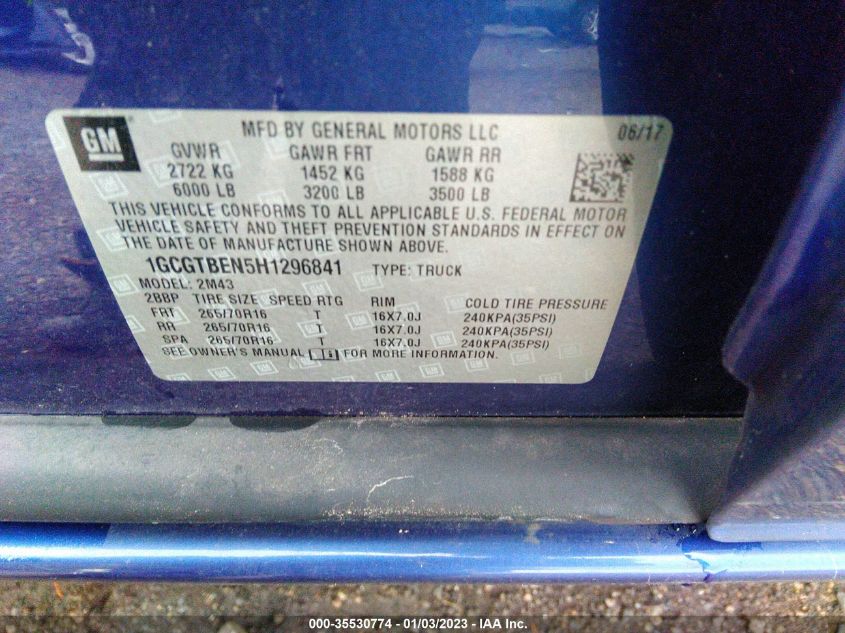 GM
MFD BY GENERAL MOTORS LLC 06/17
GVWR GAWR FRT GAWR RR
2722 KG 1452 KG 1588 KG
6000 LB 3200 LB 3500 LB
THIS VEHICLE CONFORMS TO ALL APPLICABLE U.S. FEDERAL MOTOR
VEHICLE SAFETY AND THEFT PREVENTION STANDARDS IN EFFECT ON
THE DATE OF MANUFACTURE SHOWN ABOVE.
1GCGTBEN5H1296841 TYPE: TRUCK
MODEL: 2M43
2BBP TIRE SIZE SPEED RTG RIM COLD TIRE PRESSURE
FRT 265/70R16 T 16X7.0J 240KPA(35PSI)
RR 265/70R16 T 16X7.0J 240KPA(35PSI)
SPA 265/70R16 T 16X7.0J 240KPA(35PSI)
SEE OWNER'S MANUAL FOR MORE INFORMATION.
000-35530774 - 01/03/2023 - IAA Inc.